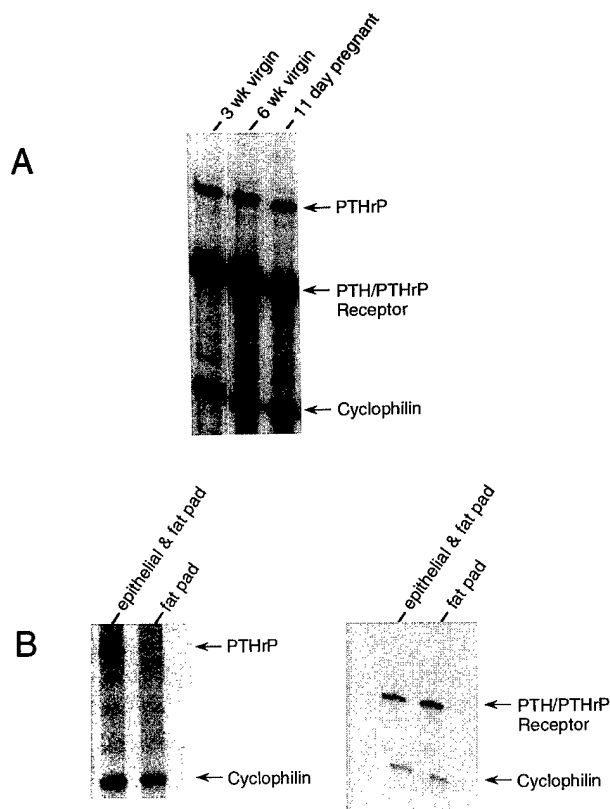 3 wk virgin
6 wk virgin
11 day pregnant
A
PTHrP
PTH/PTHrP
Receptor
Cyclophilin
B
epithelial & fat pad
fat pad
PTHrP
Cyclophilin
epithelial & fat pad
fat pad
PTH/PTHrP
Receptor
Cyclophilin